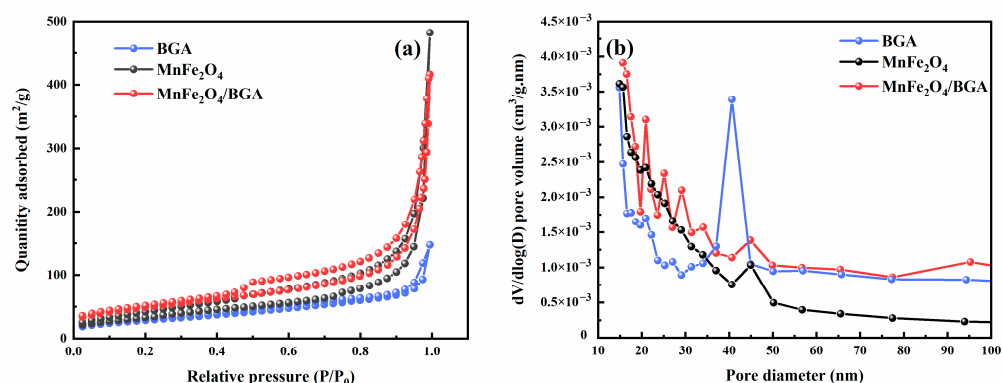 500
400
300
200
100
0
0.0
0.2
0.4
0.6
0.8
1.0
Quanitity adsorbed (m²/g)
Relative pressure (P/P₀)
(a)
BGA
MnFe₂O₄
MnFe₂O₄/BGA
4.5×10⁻³
4.0×10⁻³
3.5×10⁻³
3.0×10⁻³
2.5×10⁻³
2.0×10⁻³
1.5×10⁻³
1.0×10⁻³
0.5×10⁻³
0
10
20
30
40
50
60
70
80
90
100
dV/dlog(D) pore volume (cm³/g.nm)
Pore diameter (nm)
(b)
BGA
MnFe₂O₄
MnFe₂O₄/BGA